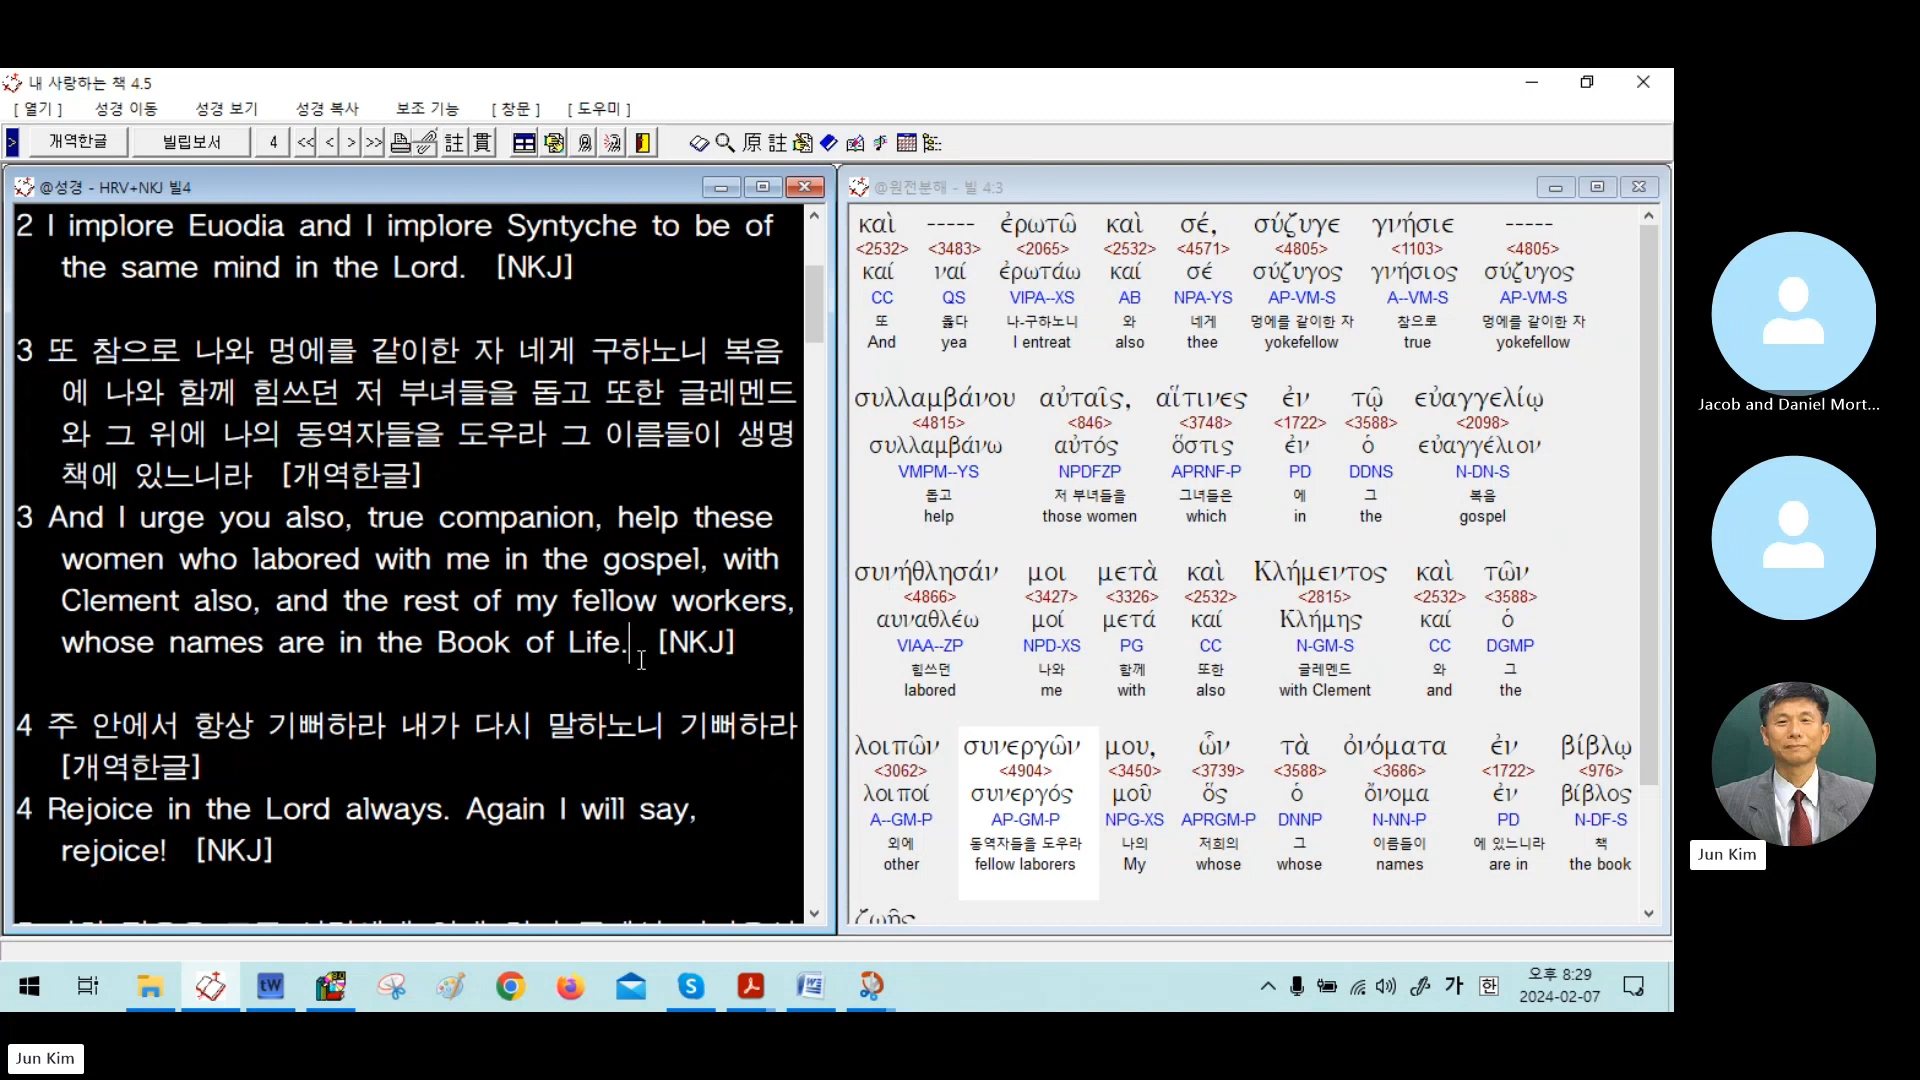 내 사랑하는 책 4.5
[ 열기 ] 성경 이동 성경 보기 성경 복사 보조 기능 [ 창문 ] [ 도우미 ]
> 개역한글 빌립보서 4 << < > >> 註 貫 原 註
@성경 - HRV+NKJ 빌4
2 I implore Euodia and I implore Syntyche to be of
the same mind in the Lord. [NKJ]
3 또 참으로 나와 멍에를 같이한 자 네게 구하노니 복음
에 나와 함께 힘쓰던 저 부녀들을 돕고 또한 글레멘드
와 그 위에 나의 동역자들을 도우라 그 이름들이 생명
책에 있느니라 [개역한글]
3 And I urge you also, true companion, help these
women who labored with me in the gospel, with
Clement also, and the rest of my fellow workers,
whose names are in the Book of Life. [NKJ]
4 주 안에서 항상 기뻐하라 내가 다시 말하노니 기뻐하라
[개역한글]
4 Rejoice in the Lord always. Again I will say,
rejoice! [NKJ]
@원전분해 - 빌 4:3
καὶ ----- ἐρωτῶ καὶ σέ, σύζυγε γνήσιε -----
<2532> <3483> <2065> <2532> <4571> <4805> <1103> <4805>
καί ναί ἐρωτάω καί σέ σύζυγος γνήσιος σύζυγος
CC QS VIPA--XS AB NPA-YS AP-VM-S A--VM-S AP-VM-S
또 옳다 나-구하노니 와 네게 멍에를 같이한 자 참으로 멍에를 같이한 자
And yea I entreat also thee yokefellow true yokefellow
συλλαμβάνου αὐταῖς, αἵτινες ἐν τῷ εὐαγγελίῳ
<4815> <846> <3748> <1722> <3588> <2098>
συλλαμβάνω αὐτός ὅστις ἐν ὁ εὐαγγέλιον
VMPM--YS NPDFZP APRNF-P PD DDNS N-DN-S
돕고 저 부녀들을 그녀들은 에 그 복음
help those women which in the gospel
συνήθλησάν μοι μετὰ καὶ Κλήμεντος καὶ τῶν
<4866> <3427> <3326> <2532> <2815> <2532> <3588>
αυναθλέω μοί μετά καί Κλήμης καί ὁ
VIAA--ZP NPD-XS PG CC N-GM-S CC DGMP
힘쓰던 나와 함께 또한 글레멘드 와 그
labored me with also with Clement and the
λοιπῶν συνεργῶν μου, ὧν τὰ ὀνόματα ἐν βίβλῳ
<3062> <4904> <3450> <3739> <3588> <3686> <1722> <976>
λοιποί συνεργός μοῦ ὅς ὁ ὄνομα ἐν βίβλος
A--GM-P AP-GM-P NPG-XS APRGM-P DNNP N-NN-P PD N-DF-S
외에 동역자들을 도우라 나의 저희의 그 이름들이 에 있느니라 책
other fellow laborers My whose whose names are in the book
Jacob and Daniel Mort...
Jun Kim
가 한 오후 8:29
2024-02-07
Jun Kim